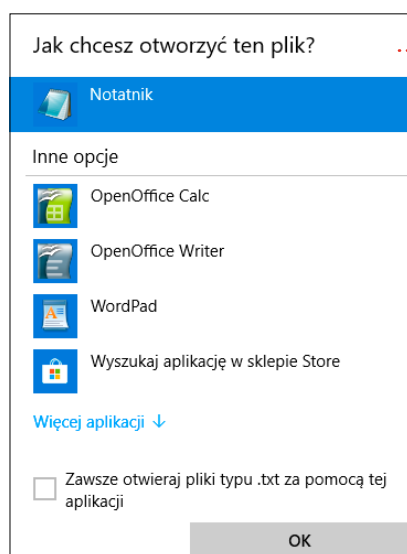 Jak chcesz otworzyć ten plik?
Notatnik
Inne opcje
OpenOffice Calc
OpenOffice Writer
WordPad
Wyszukaj aplikację w sklepie Store
Więcej aplikacji ↓
Zawsze otwieraj pliki typu .txt za pomocą tej
aplikacji
OK